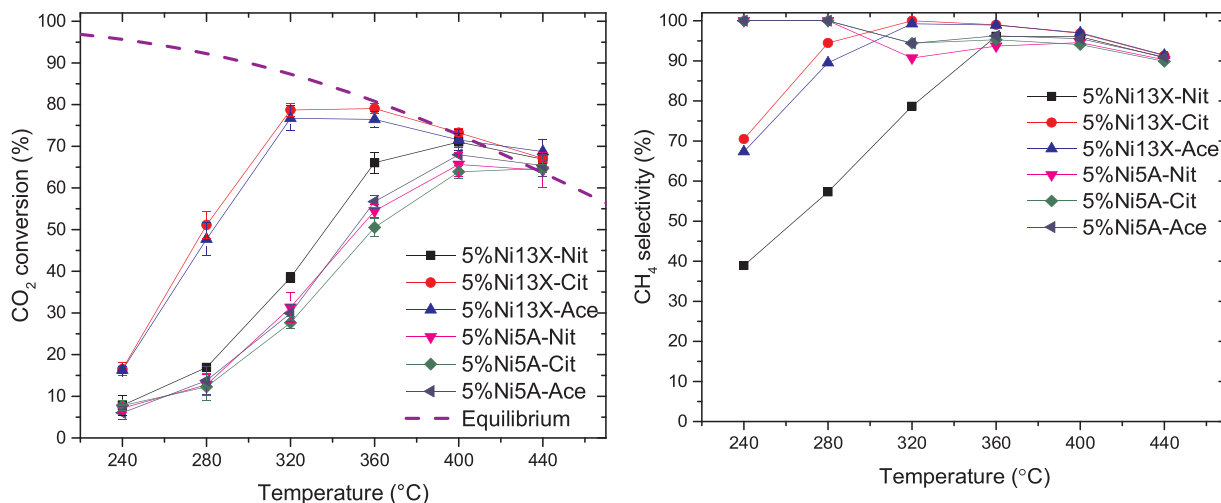 CO₂ conversion (%)
100
90
80
70
60
50
40
30
20
10
0
5%Ni13X-Nit
5%Ni13X-Cit
5%Ni13X-Ace
5%Ni5A-Nit
5%Ni5A-Cit
5%Ni5A-Ace
Equilibrium
240 280 320 360 400 440
Temperature (°C)
CH₄ selectivity (%)
100
90
80
70
60
50
40
30
20
10
0
5%Ni13X-Nit
5%Ni13X-Cit
5%Ni13X-Ace
5%Ni5A-Nit
5%Ni5A-Cit
5%Ni5A-Ace
240 280 320 360 400 440
Temperature (°C)